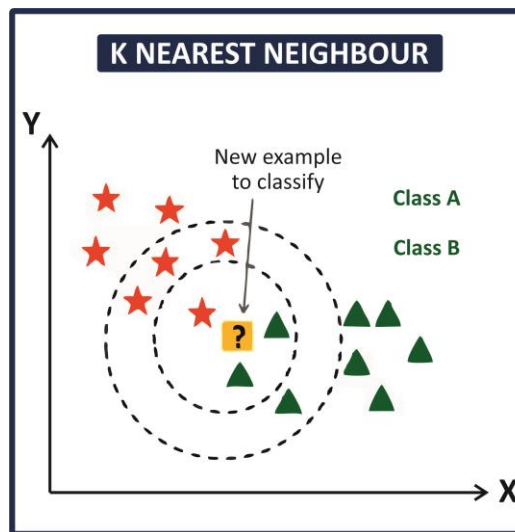 K NEAREST NEIGHBOUR
Y
New example
to classify
Class A
Class B
?
X